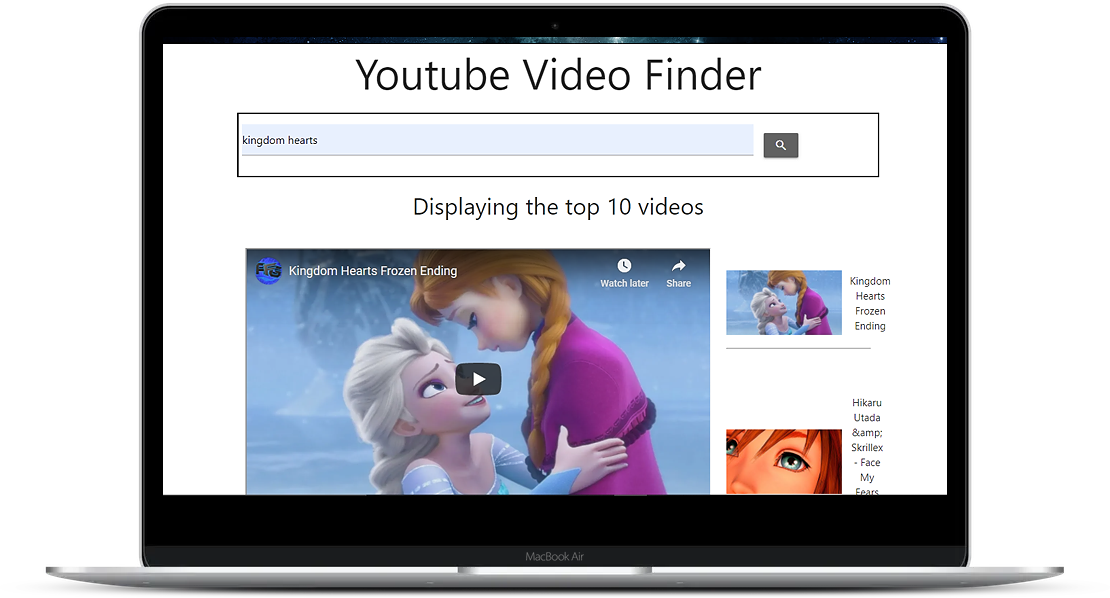 Youtube Video Finder
kingdom hearts
Displaying the top 10 videos
Kingdom Hearts Frozen Ending
Watch later
Share
Kingdom
Hearts
Frozen
Ending
Hikaru
Utada
&amp;
Skrillex
- Face
My
Fears
MacBook Air